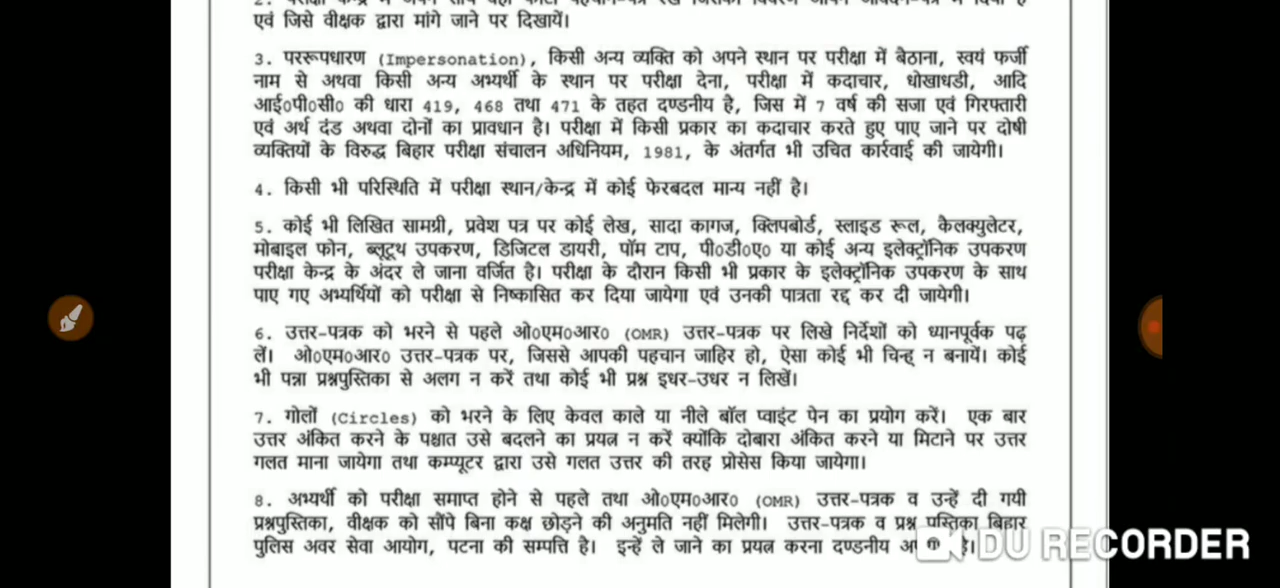 एवं जिसे वीक्षक द्वारा मांगे जाने पर दिखायें।
3. पररूपधारण (Impersonation), किसी अन्य व्यक्ति को अपने स्थान पर परीक्षा में बैठाना, स्वयं फर्जी
नाम से अथवा किसी अन्य अभ्यर्थी के स्थान पर परीक्षा देना, परीक्षा में कदाचार, धोखाधडी, आदि
आई०पी०सी० की धारा 419, 468 तथा 471 के तहत दण्डनीय है, जिस में 7 वर्ष की सजा एवं गिरफ्तारी
एवं अर्थ दंड अथवा दोनों का प्रावधान है। परीक्षा में किसी प्रकार का कदाचार करते हुए पाए जाने पर दोषी
व्यक्तियों के विरुद्ध बिहार परीक्षा संचालन अधिनियम, 1981, के अंतर्गत भी उचित कार्रवाई की जायेगी।
4. किसी भी परिस्थिति में परीक्षा स्थान/केन्द्र में कोई फेरबदल मान्य नहीं है।
5. कोई भी लिखित सामग्री, प्रवेश पत्र पर कोई लेख, सादा कागज, क्लिपबोर्ड, स्लाइड रूल, कैलक्युलेटर,
मोबाइल फोन, ब्लूटूथ उपकरण, डिजिटल डायरी, पॉम टाप, पी०डी०ए० या कोई अन्य इलेक्ट्रॉनिक उपकरण
परीक्षा केन्द्र के अंदर ले जाना वर्जित है। परीक्षा के दौरान किसी भी प्रकार के इलेक्ट्रॉनिक उपकरण के साथ
पाए गए अभ्यर्थियों को परीक्षा से निष्कासित कर दिया जायेगा एवं उनकी पात्रता रद्द कर दी जायेगी।
6. उत्तर-पत्रक को भरने से पहले ओ०एम०आर० (OMR) उत्तर-पत्रक पर लिखे निर्देशों को ध्यानपूर्वक पढ़
लें। ओ०एम०आर० उत्तर-पत्रक पर, जिससे आपकी पहचान जाहिर हो, ऐसा कोई भी चिन्ह् न बनायें। कोई
भी पन्ना प्रश्नपुस्तिका से अलग न करें तथा कोई भी प्रश्न इधर-उधर न लिखें।
7. गोलों (Circles) को भरने के लिए केवल काले या नीले बॉल प्वाइंट पेन का प्रयोग करें। एक बार
उत्तर अंकित करने के पश्चात उसे बदलने का प्रयत्न न करें क्योंकि दोबारा अंकित करने या मिटाने पर उत्तर
गलत माना जायेगा तथा कम्प्यूटर द्वारा उसे गलत उत्तर की तरह प्रोसेस किया जायेगा।
8. अभ्यर्थी को परीक्षा समाप्त होने से पहले तथा ओ०एम०आर० (OMR) उत्तर-पत्रक व उन्हें दी गयी
प्रश्नपुस्तिका, वीक्षक को सौंपे बिना कक्ष छोड़ने की अनुमति नहीं मिलेगी। उत्तर-पत्रक व प्रश्न पुस्तिका बिहार
पुलिस अवर सेवा आयोग, पटना की सम्पत्ति है। इन्हें ले जाने का प्रयत्न करना दण्डनीय है।
DU RECORDER